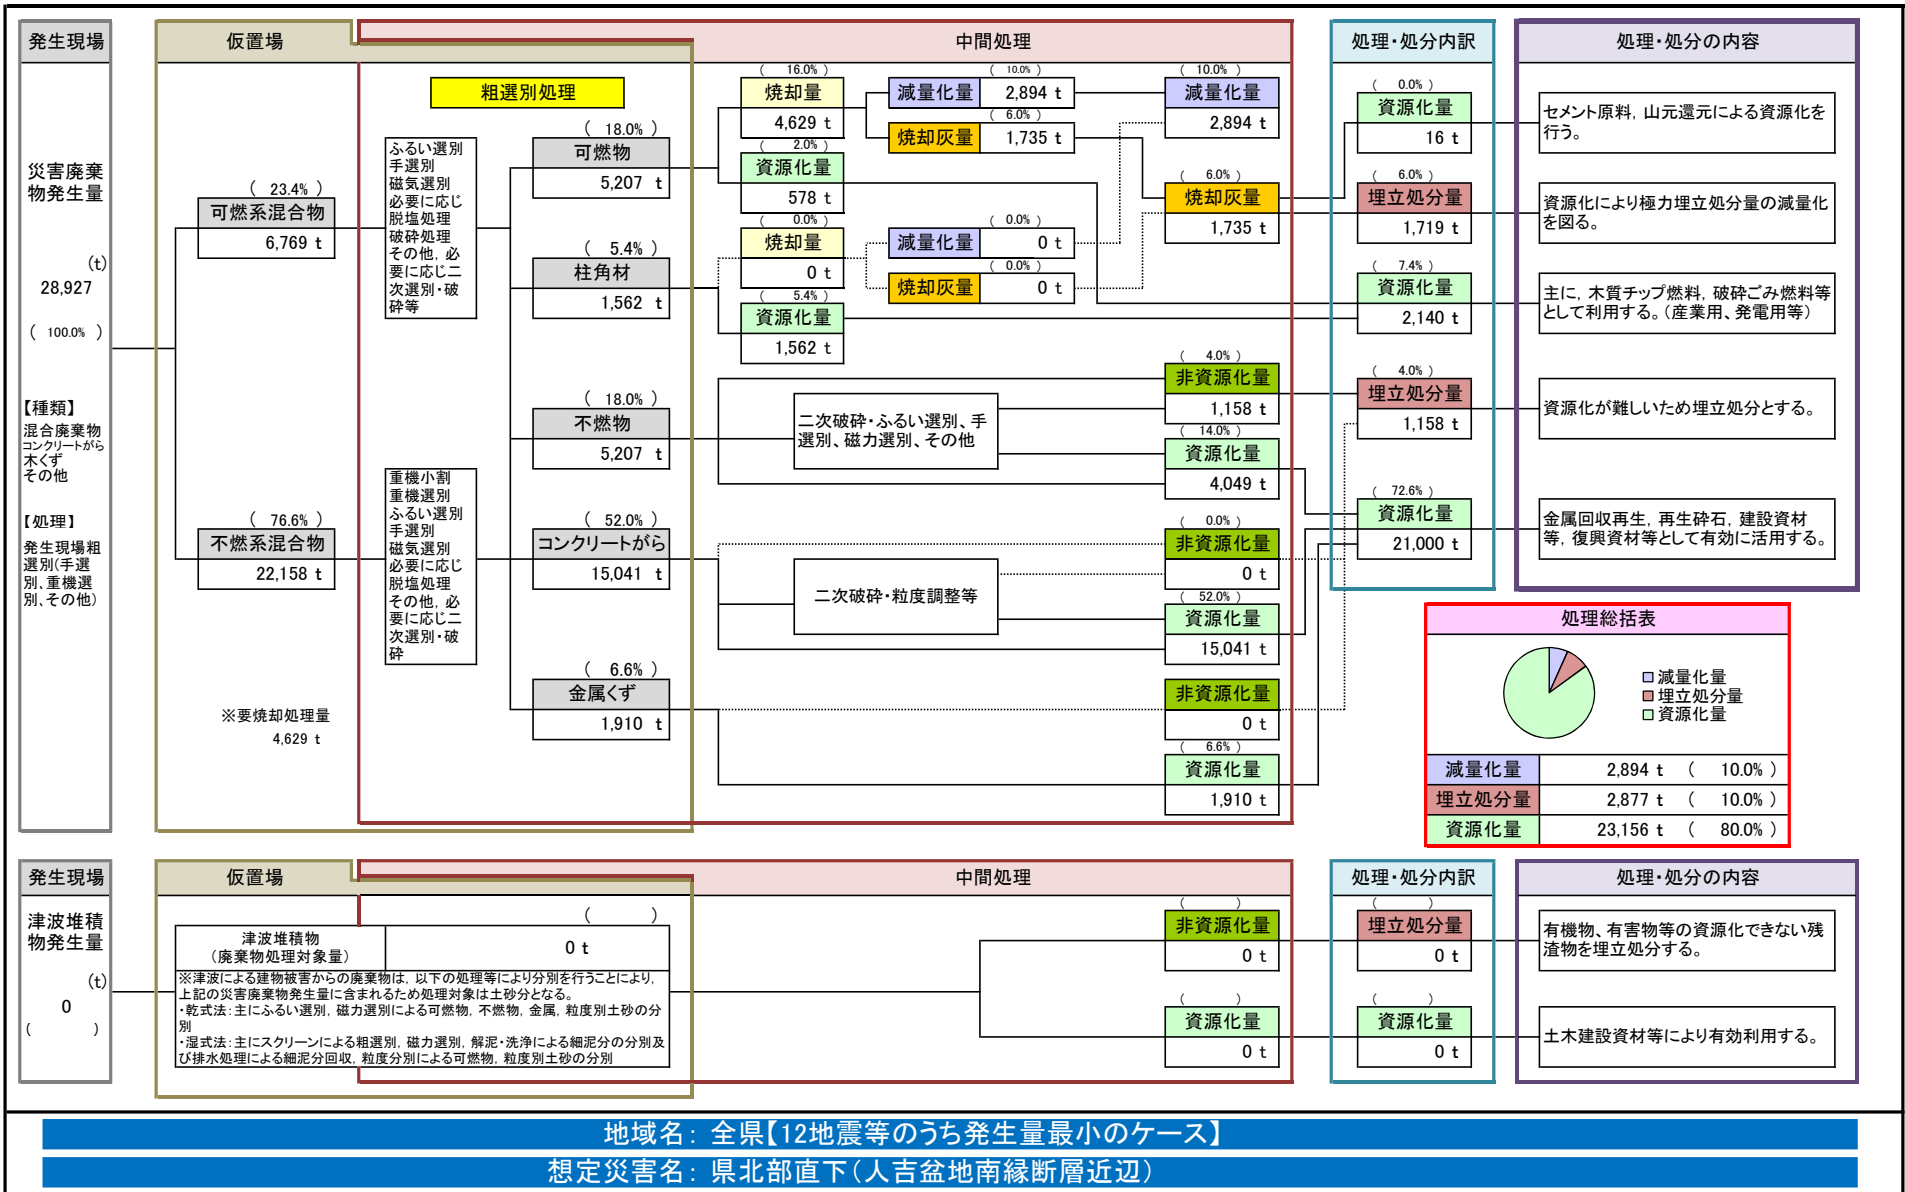 発生現場
仮置場
中間処理
処理・処分内訳
処理・処分の内容
災害廃棄
物発生量
(t)
28,927
( 100.0% )
【種類】
混合廃棄物
コンクリートがら
木くず
その他
【処理】
発生現場粗
選別(手選
別、重機選
別、その他)
( 23.4% )
可燃系混合物
6,769 t
( 76.6% )
不燃系混合物
22,158 t
※要焼却処理量
4,629 t
粗選別処理
ふるい選別
手選別
磁気選別
必要に応じ
脱塩処理
破砕処理
その他, 必
要に応じ二
次選別・破
砕等
重機小割
重機選別
ふるい選別
手選別
磁気選別
必要に応じ
脱塩処理
その他, 必
要に応じ二
次選別・破
砕
( 18.0% )
可燃物
5,207 t
( 5.4% )
柱角材
1,562 t
( 18.0% )
不燃物
5,207 t
( 52.0% )
コンクリートがら
15,041 t
( 6.6% )
金属くず
1,910 t
( 16.0% )
焼却量
4,629 t
( 2.0% )
資源化量
578 t
( 0.0% )
焼却量
0 t
( 5.4% )
資源化量
1,562 t
( 10.0% )
減量化量 2,894 t
( 6.0% )
焼却灰量 1,735 t
( 0.0% )
減量化量 0 t
( 0.0% )
焼却灰量 0 t
二次破砕・ふるい選別、手
選別、磁力選別、その他
二次破砕・粒度調整等
( 10.0% )
減量化量
2,894 t
( 6.0% )
焼却灰量
1,735 t
( 4.0% )
非資源化量
1,158 t
( 14.0% )
資源化量
4,049 t
( 0.0% )
非資源化量
0 t
( 52.0% )
資源化量
15,041 t
非資源化量
0 t
( 6.6% )
資源化量
1,910 t
( 0.0% )
資源化量
16 t
( 6.0% )
埋立処分量
1,719 t
( 7.4% )
資源化量
2,140 t
( 4.0% )
埋立処分量
1,158 t
( 72.6% )
資源化量
21,000 t
セメント原料, 山元還元による資源化を
行う。
資源化により極力埋立処分量の減量化
を図る。
主に, 木質チップ燃料, 破砕ごみ燃料等
として利用する。(産業用、発電用等)
資源化が難しいため埋立処分とする。
金属回収再生, 再生砕石, 建設資材
等, 復興資材等として有効に活用する。
処理総括表
減量化量
埋立処分量
資源化量
減量化量 2,894 t ( 10.0% )
埋立処分量 2,877 t ( 10.0% )
資源化量 23,156 t ( 80.0% )
発生現場
仮置場
中間処理
処理・処分内訳
処理・処分の内容
津波堆積
物発生量
(t)
0
( )
( )
津波堆積物
(廃棄物処理対象量)
0 t
※津波による建物被害からの廃棄物は, 以下の処理等により分別を行うことにより,
上記の災害廃棄物発生量に含まれるため処理対象は土砂分となる。
・乾式法:主にふるい選別, 磁力選別による可燃物, 不燃物, 金属, 粒度別土砂の分
別
・湿式法:主にスクリーンによる粗選別, 磁力選別, 解泥・洗浄による細泥分の分別及
び排水処理による細泥分回収, 粒度分別による可燃物, 粒度別土砂の分別
( )
非資源化量
0 t
( )
資源化量
0 t
( )
埋立処分量
0 t
( )
資源化量
0 t
有機物、有害物等の資源化できない残
渣物を埋立処分する。
土木建設資材等により有効利用する。
地域名: 全県【12地震等のうち発生量最小のケース】
想定災害名: 県北部直下(人吉盆地南縁断層近辺)